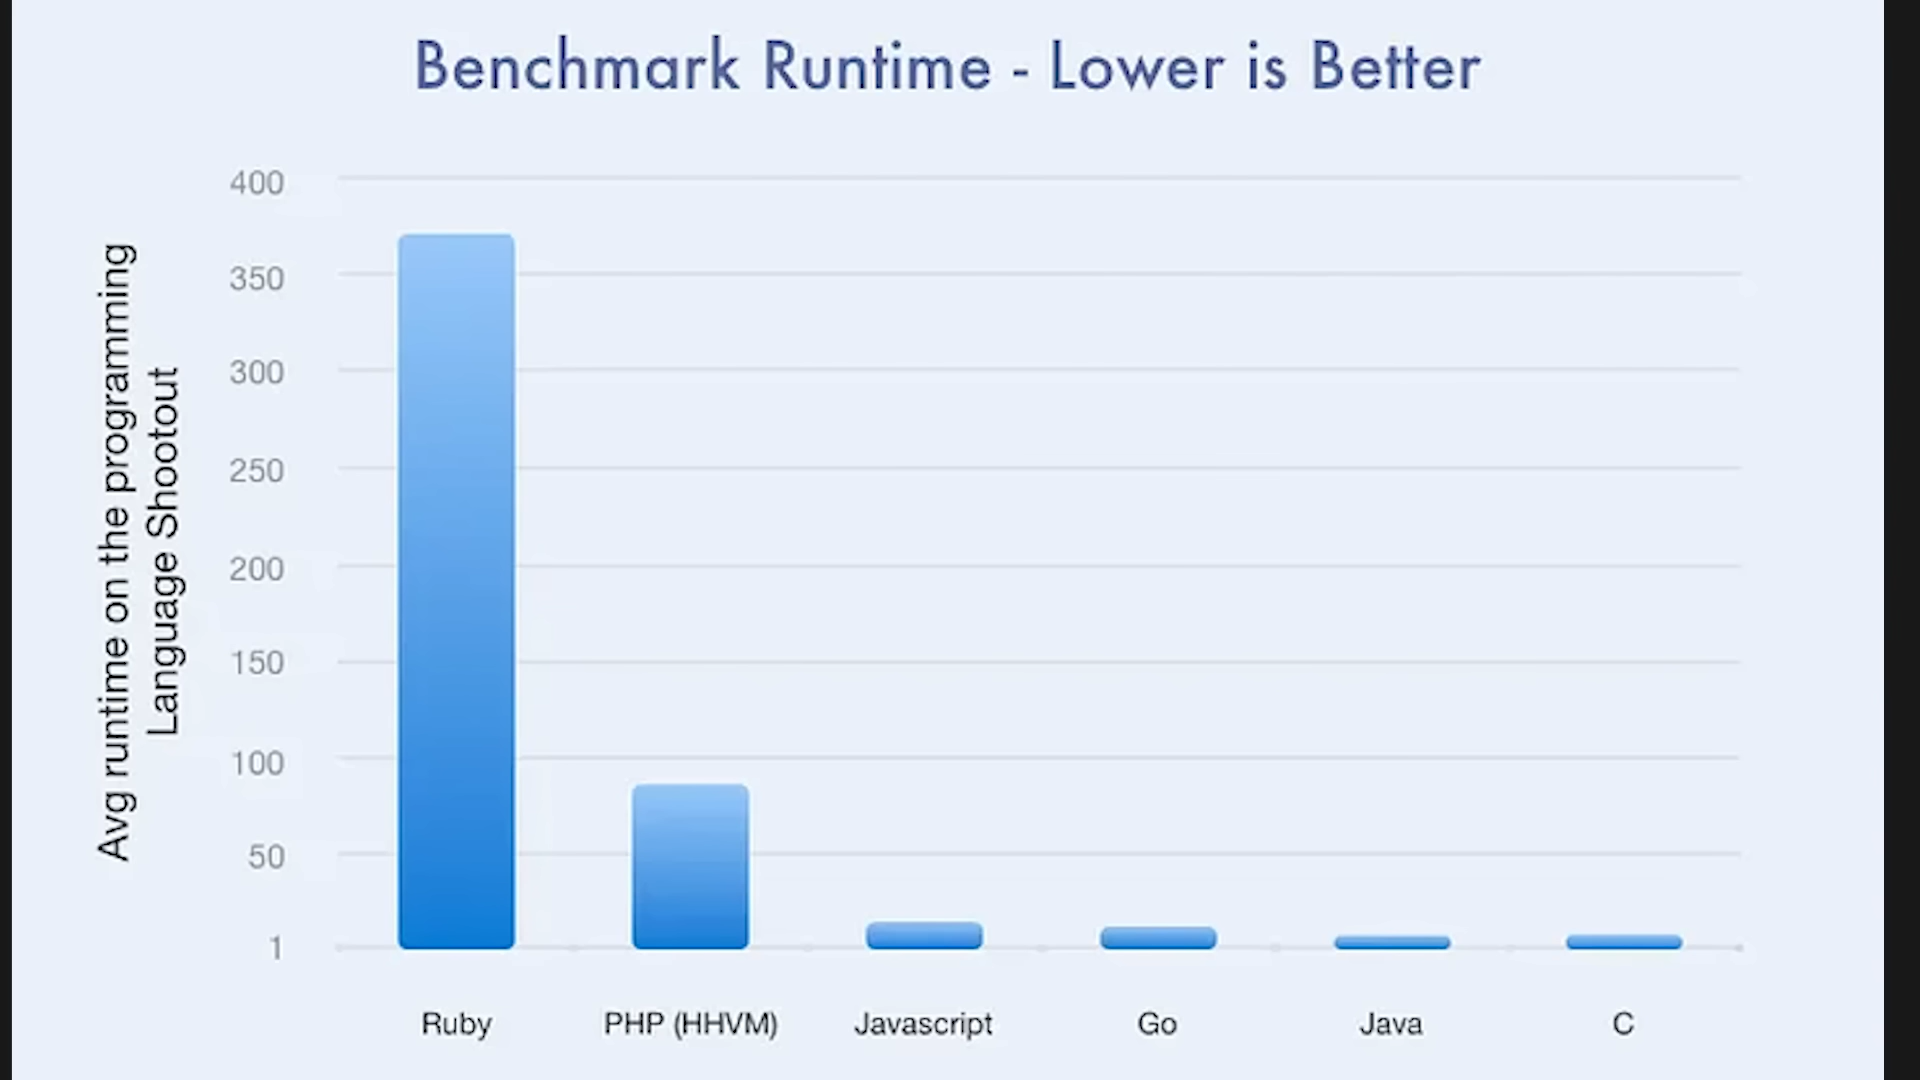 Benchmark Runtime - Lower is Better
Avg runtime on the programming
Language Shootout
400
350
300
250
200
150
100
50
1
Ruby
PHP (HHVM)
Javascript
Go
Java
C